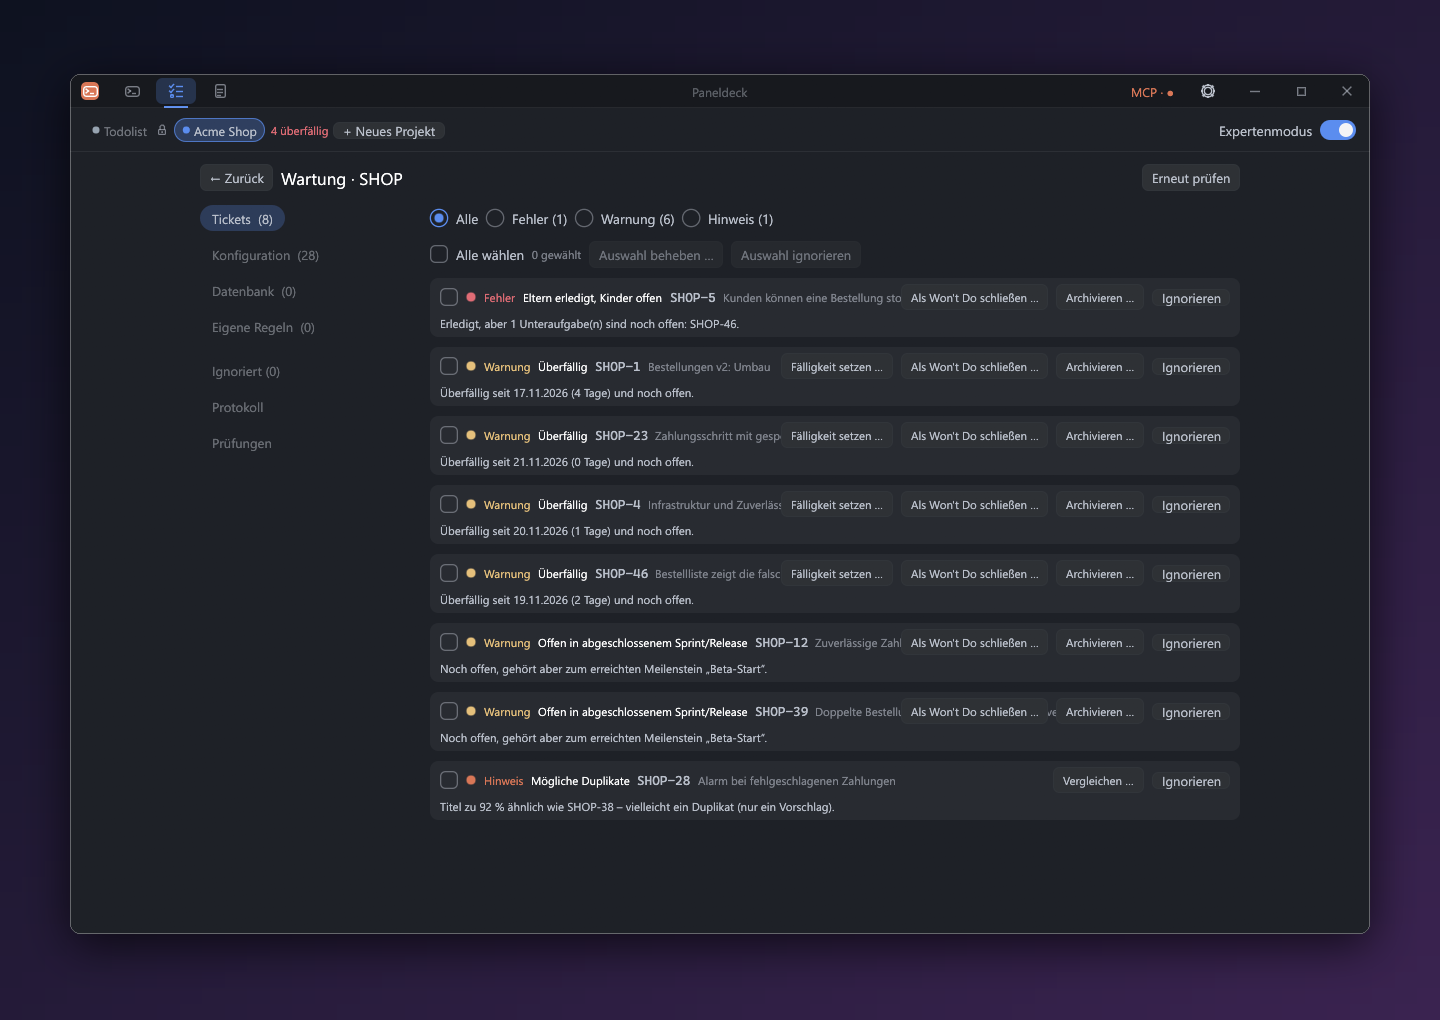 Paneldeck
MCP ·
Todolist
Acme Shop
4 überfällig
+ Neues Projekt
Expertenmodus
← Zurück
Wartung · SHOP
Erneut prüfen
Tickets (8)
Konfiguration (28)
Datenbank (0)
Eigene Regeln (0)
Ignoriert (0)
Protokoll
Prüfungen
Alle Fehler (1) Warnung (6) Hinweis (1)
Alle wählen 0 gewählt Auswahl beheben ... Auswahl ignorieren
Fehler Eltern erledigt, Kinder offen SHOP-5 Kunden können eine Bestellung sto Als Won't Do schließen ... Archivieren ... Ignorieren
Erledigt, aber 1 Unteraufgabe(n) sind noch offen: SHOP-46.
Warnung Überfällig SHOP-1 Bestellungen v2: Umbau Fälligkeit setzen ... Als Won't Do schließen ... Archivieren ... Ignorieren
Überfällig seit 17.11.2026 (4 Tage) und noch offen.
Warnung Überfällig SHOP-23 Zahlungsschritt mit gesp Fälligkeit setzen ... Als Won't Do schließen ... Archivieren ... Ignorieren
Überfällig seit 21.11.2026 (0 Tage) und noch offen.
Warnung Überfällig SHOP-4 Infrastruktur und Zuverläss Fälligkeit setzen ... Als Won't Do schließen ... Archivieren ... Ignorieren
Überfällig seit 20.11.2026 (1 Tage) und noch offen.
Warnung Überfällig SHOP-46 Bestellliste zeigt die falsc Fälligkeit setzen ... Als Won't Do schließen ... Archivieren ... Ignorieren
Überfällig seit 19.11.2026 (2 Tage) und noch offen.
Warnung Offen in abgeschlossenem Sprint/Release SHOP-12 Zuverlässige Zahl Als Won't Do schließen ... Archivieren ... Ignorieren
Noch offen, gehört aber zum erreichten Meilenstein „Beta-Start“.
Warnung Offen in abgeschlossenem Sprint/Release SHOP-39 Doppelte Bestellu Als Won't Do schließen ... Archivieren ... Ignorieren
Noch offen, gehört aber zum erreichten Meilenstein „Beta-Start“.
Hinweis Mögliche Duplikate SHOP-28 Alarm bei fehlgeschlagenen Zahlungen Vergleichen ... Ignorieren
Titel zu 92 % ähnlich wie SHOP-38 – vielleicht ein Duplikat (nur ein Vorschlag).